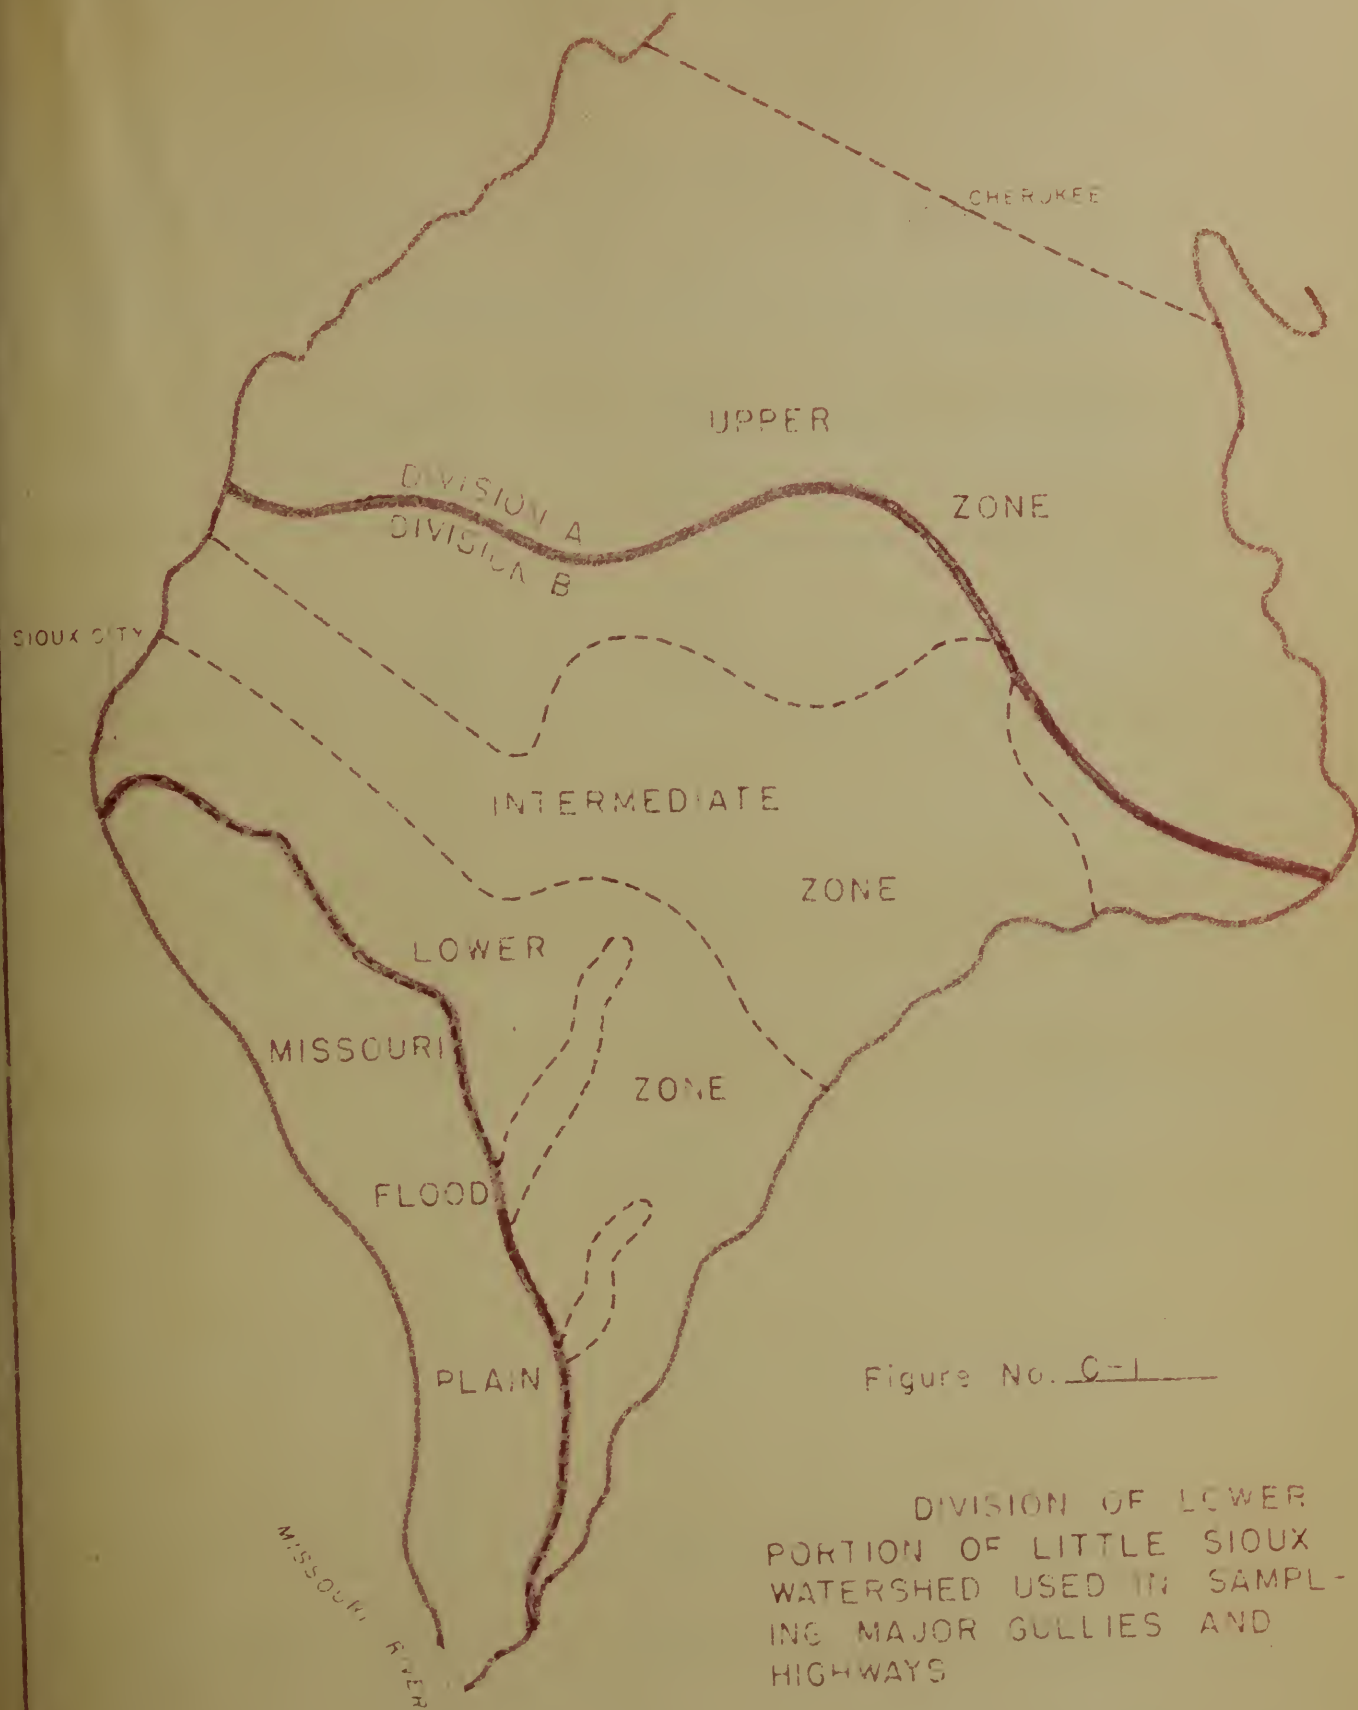 CHEROKEE
UPPER
ZONE
DIVISION A
DIVISION B
SIOUX CITY
INTERMEDIATE
ZONE
LOWER
ZONE
MISSOURI
FLOOD
PLAIN
MISSOURI RIVER
Figure No. C-1
DIVISION OF LOWER
PORTION OF LITTLE SIOUX
WATERSHED USED IN SAMPL-
ING MAJOR GULLIES AND
HIGHWAYS